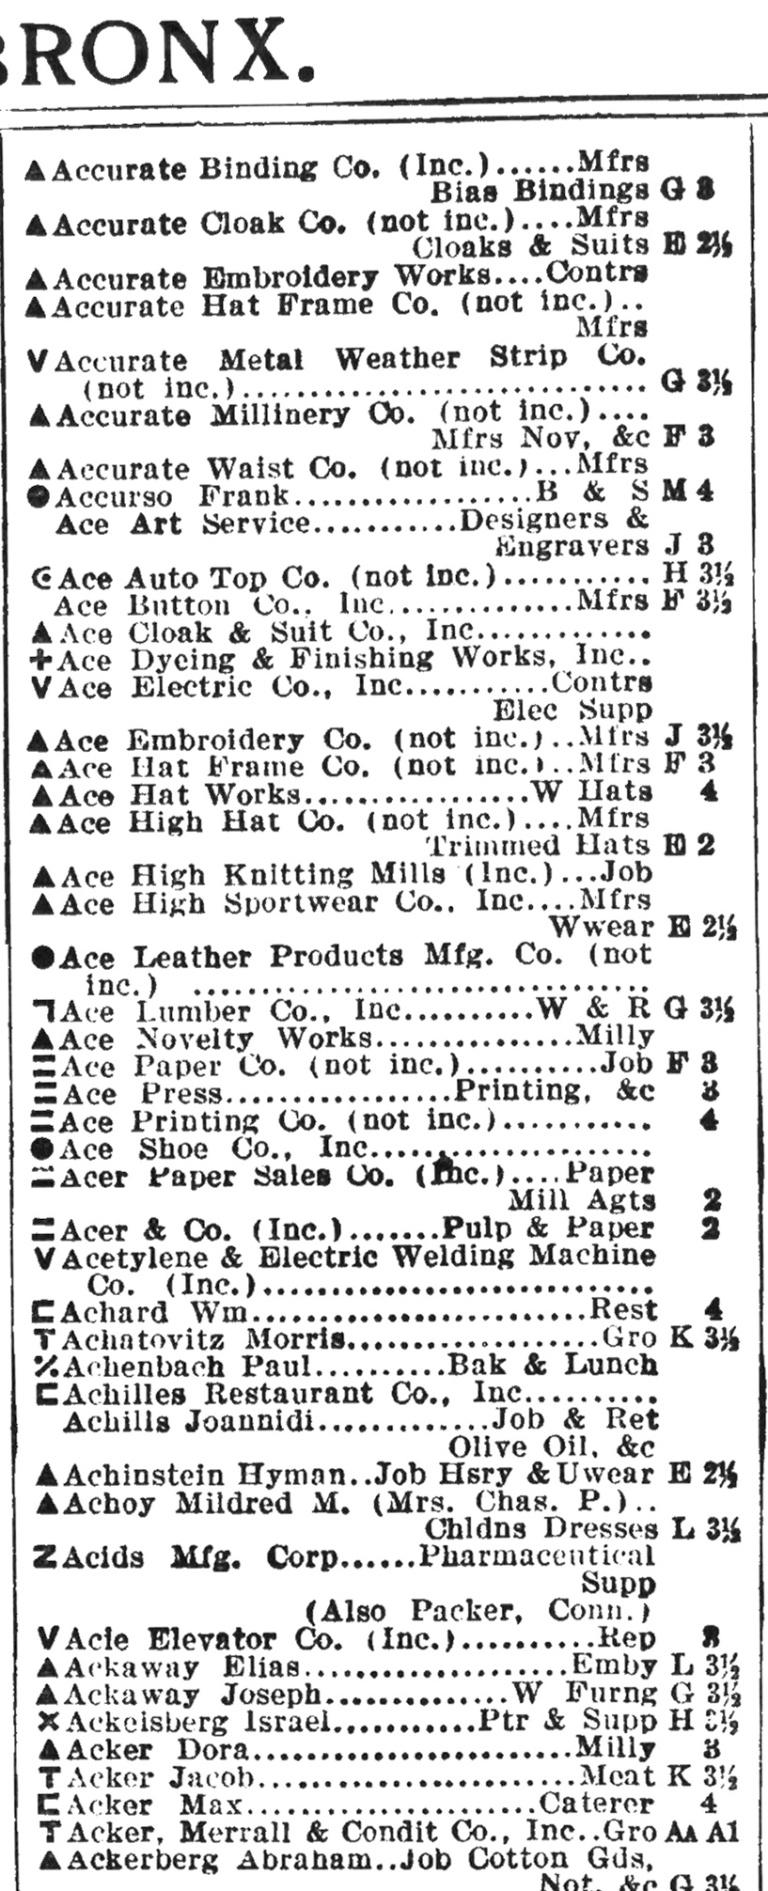 BRONX.
▲ Accurate Binding Co. (Inc.)......Mfrs
Bias Bindings G 3
▲ Accurate Cloak Co. (not inc.)....Mfrs
Cloaks & Suits E 2½
▲ Accurate Embroidery Works....Contrs
▲ Accurate Hat Frame Co. (not inc.)..
Mfrs
V Accurate Metal Weather Strip Co.
(not inc.).............................. G 3½
▲ Accurate Millinery Co. (not inc.)....
Mfrs Nov, &c F 3
▲ Accurate Waist Co. (not inc.)...Mfrs
● Accurso Frank.................B & S M 4
Ace Art Service...........Designers &
Engravers J 3
Є Ace Auto Top Co. (not inc.)........... H 3½
Ace Button Co., Inc.............Mfrs F 3½
▲ Ace Cloak & Suit Co., Inc.............
+ Ace Dyeing & Finishing Works, Inc..
V Ace Electric Co., Inc..........Contrs
Elec Supp
▲ Ace Embroidery Co. (not inc.)..Mfrs J 3½
▲ Ace Hat Frame Co. (not inc.)..Mfrs F 3
▲ Ace Hat Works................W Hats 4
▲ Ace High Hat Co. (not inc.)....Mfrs
Trimmed Hats E 2
▲ Ace High Knitting Mills (Inc.)...Job
▲ Ace High Sportwear Co., Inc....Mfrs
Wwear E 2½
● Ace Leather Products Mfg. Co. (not
inc.) ..................................
ㄱ Ace Lumber Co., Inc..........W & R G 3½
▲ Ace Novelty Works..............Milly
☰ Ace Paper Co. (not inc.)..........Job F 3
☰ Ace Press.................Printing, &c 3
☰ Ace Printing Co. (not inc.)........... 4
● Ace Shoe Co., Inc.....................
☰ Acer Paper Sales Co. (Inc.)....Paper
Mill Agts 2
☰ Acer & Co. (Inc.).......Pulp & Paper 2
V Acetylene & Electric Welding Machine
Co. (Inc.).............................
⊏ Achard Wm.........................Rest 4
T Achatovitz Morris...................Gro K 3½
٪ Achenbach Paul..........Bak & Lunch
⊏ Achilles Restaurant Co., Inc..........
Achills Joannidi.............Job & Ret
Olive Oil, &c
▲ Achinstein Hyman..Job Hsry & Uwear E 2½
▲ Achoy Mildred M. (Mrs. Chas. P.)..
Chldns Dresses L 3½
Z Acids Mfg. Corp......Pharmaceutical
Supp
(Also Packer, Conn.)
V Acie Elevator Co. (Inc.)..........Rep 3
▲ Ackaway Elias....................Emby L 3½
▲ Ackaway Joseph..............W Furng G 3½
✕ Ackelsberg Israel...........Ptr & Supp H 3½
▲ Acker Dora........................Milly 3
T Acker Jacob........................Meat K 3½
⊏ Acker Max......................Caterer 4
T Acker, Merrall & Condit Co., Inc..Gro AA A1
▲ Ackerberg Abraham..Job Cotton Gds,
Not, &c G 3½